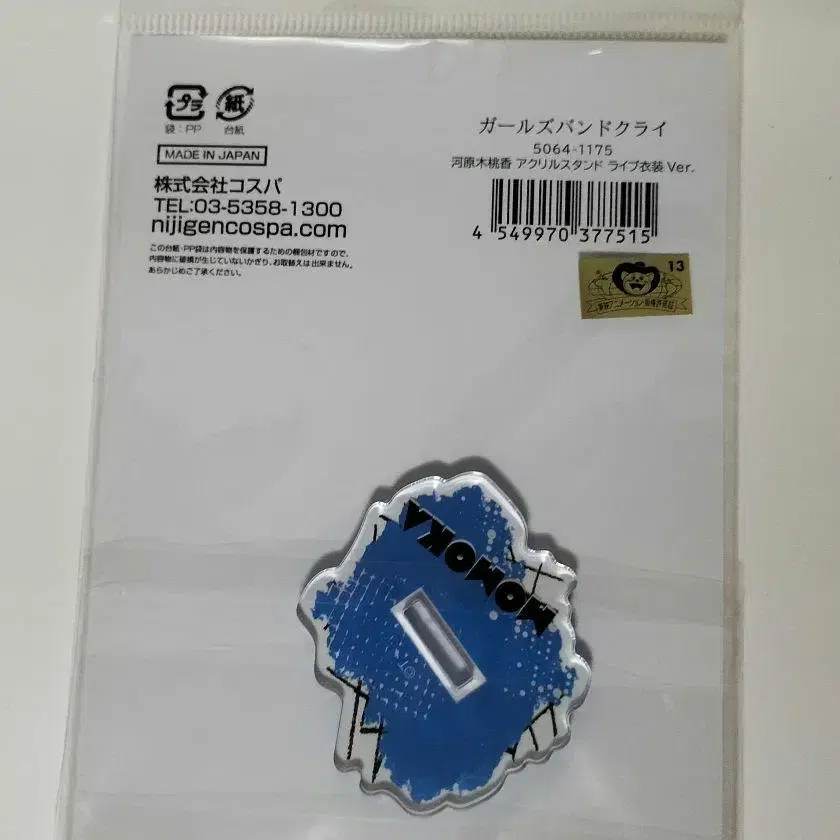 プラ
紙
袋：PP
台紙
MADE IN JAPAN
株式会社コスパ
TEL:03-5358-1300
nijigencospa.com
この台紙・PP袋は内容物を保護するための梱包材ですので、
内容物に破損が生じていないかぎり、お取替えは出来ません。
あらかじめご了承ください。
ガールズバンドクライ
5064-1175
河原木桃香 アクリルスタンド ライブ衣装 Ver.
4 549970 377515
13
MOMOKA